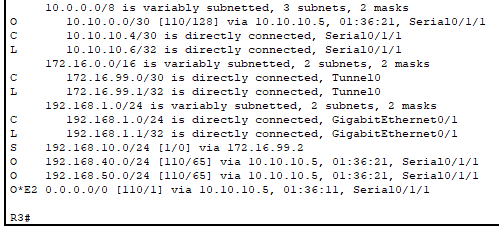 10.0.0.0/8 is variably subnetted, 3 subnets, 2 masks
O 10.10.0.0/30 [110/128] via 10.10.10.5, 01:36:21, Serial0/1/1
C 10.10.10.4/30 is directly connected, Serial0/1/1
L 10.10.10.6/32 is directly connected, Serial0/1/1
172.16.0.0/16 is variably subnetted, 2 subnets, 2 masks
C 172.16.99.0/30 is directly connected, Tunnel0
L 172.16.99.1/32 is directly connected, Tunnel0
192.168.1.0/24 is variably subnetted, 2 subnets, 2 masks
C 192.168.1.0/24 is directly connected, GigabitEthernet0/1
L 192.168.1.1/32 is directly connected, GigabitEthernet0/1
S 192.168.10.0/24 [1/0] via 172.16.99.2
O 192.168.40.0/24 [110/65] via 10.10.10.5, 01:36:21, Serial0/1/1
O 192.168.50.0/24 [110/65] via 10.10.10.5, 01:36:21, Serial0/1/1
O*E2 0.0.0.0/0 [110/1] via 10.10.10.5, 01:36:11, Serial0/1/1
R3#